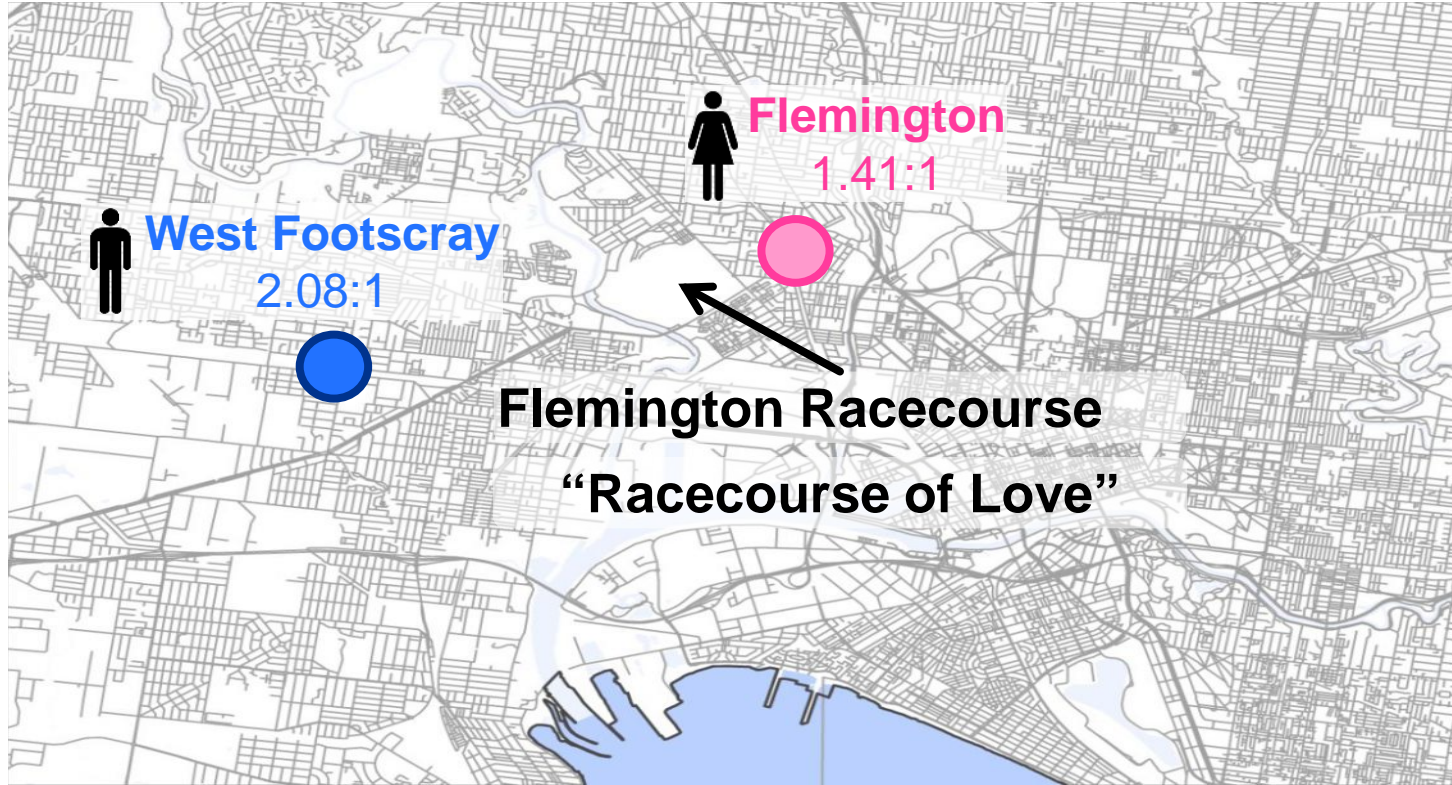 Flemington
1.41:1
West Footscray
2.08:1
Flemington Racecourse
“Racecourse of Love”